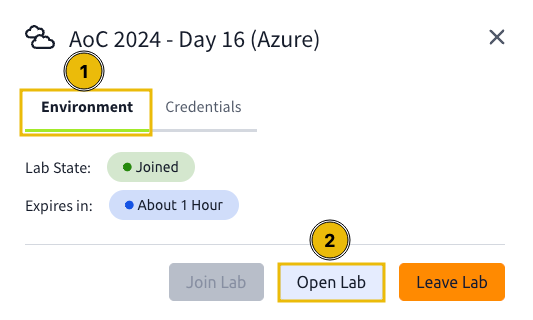 AoC 2024 - Day 16 (Azure)
1
Environment Credentials
Lab State: Joined
Expires in: About 1 Hour
2
Join Lab Open Lab Leave Lab